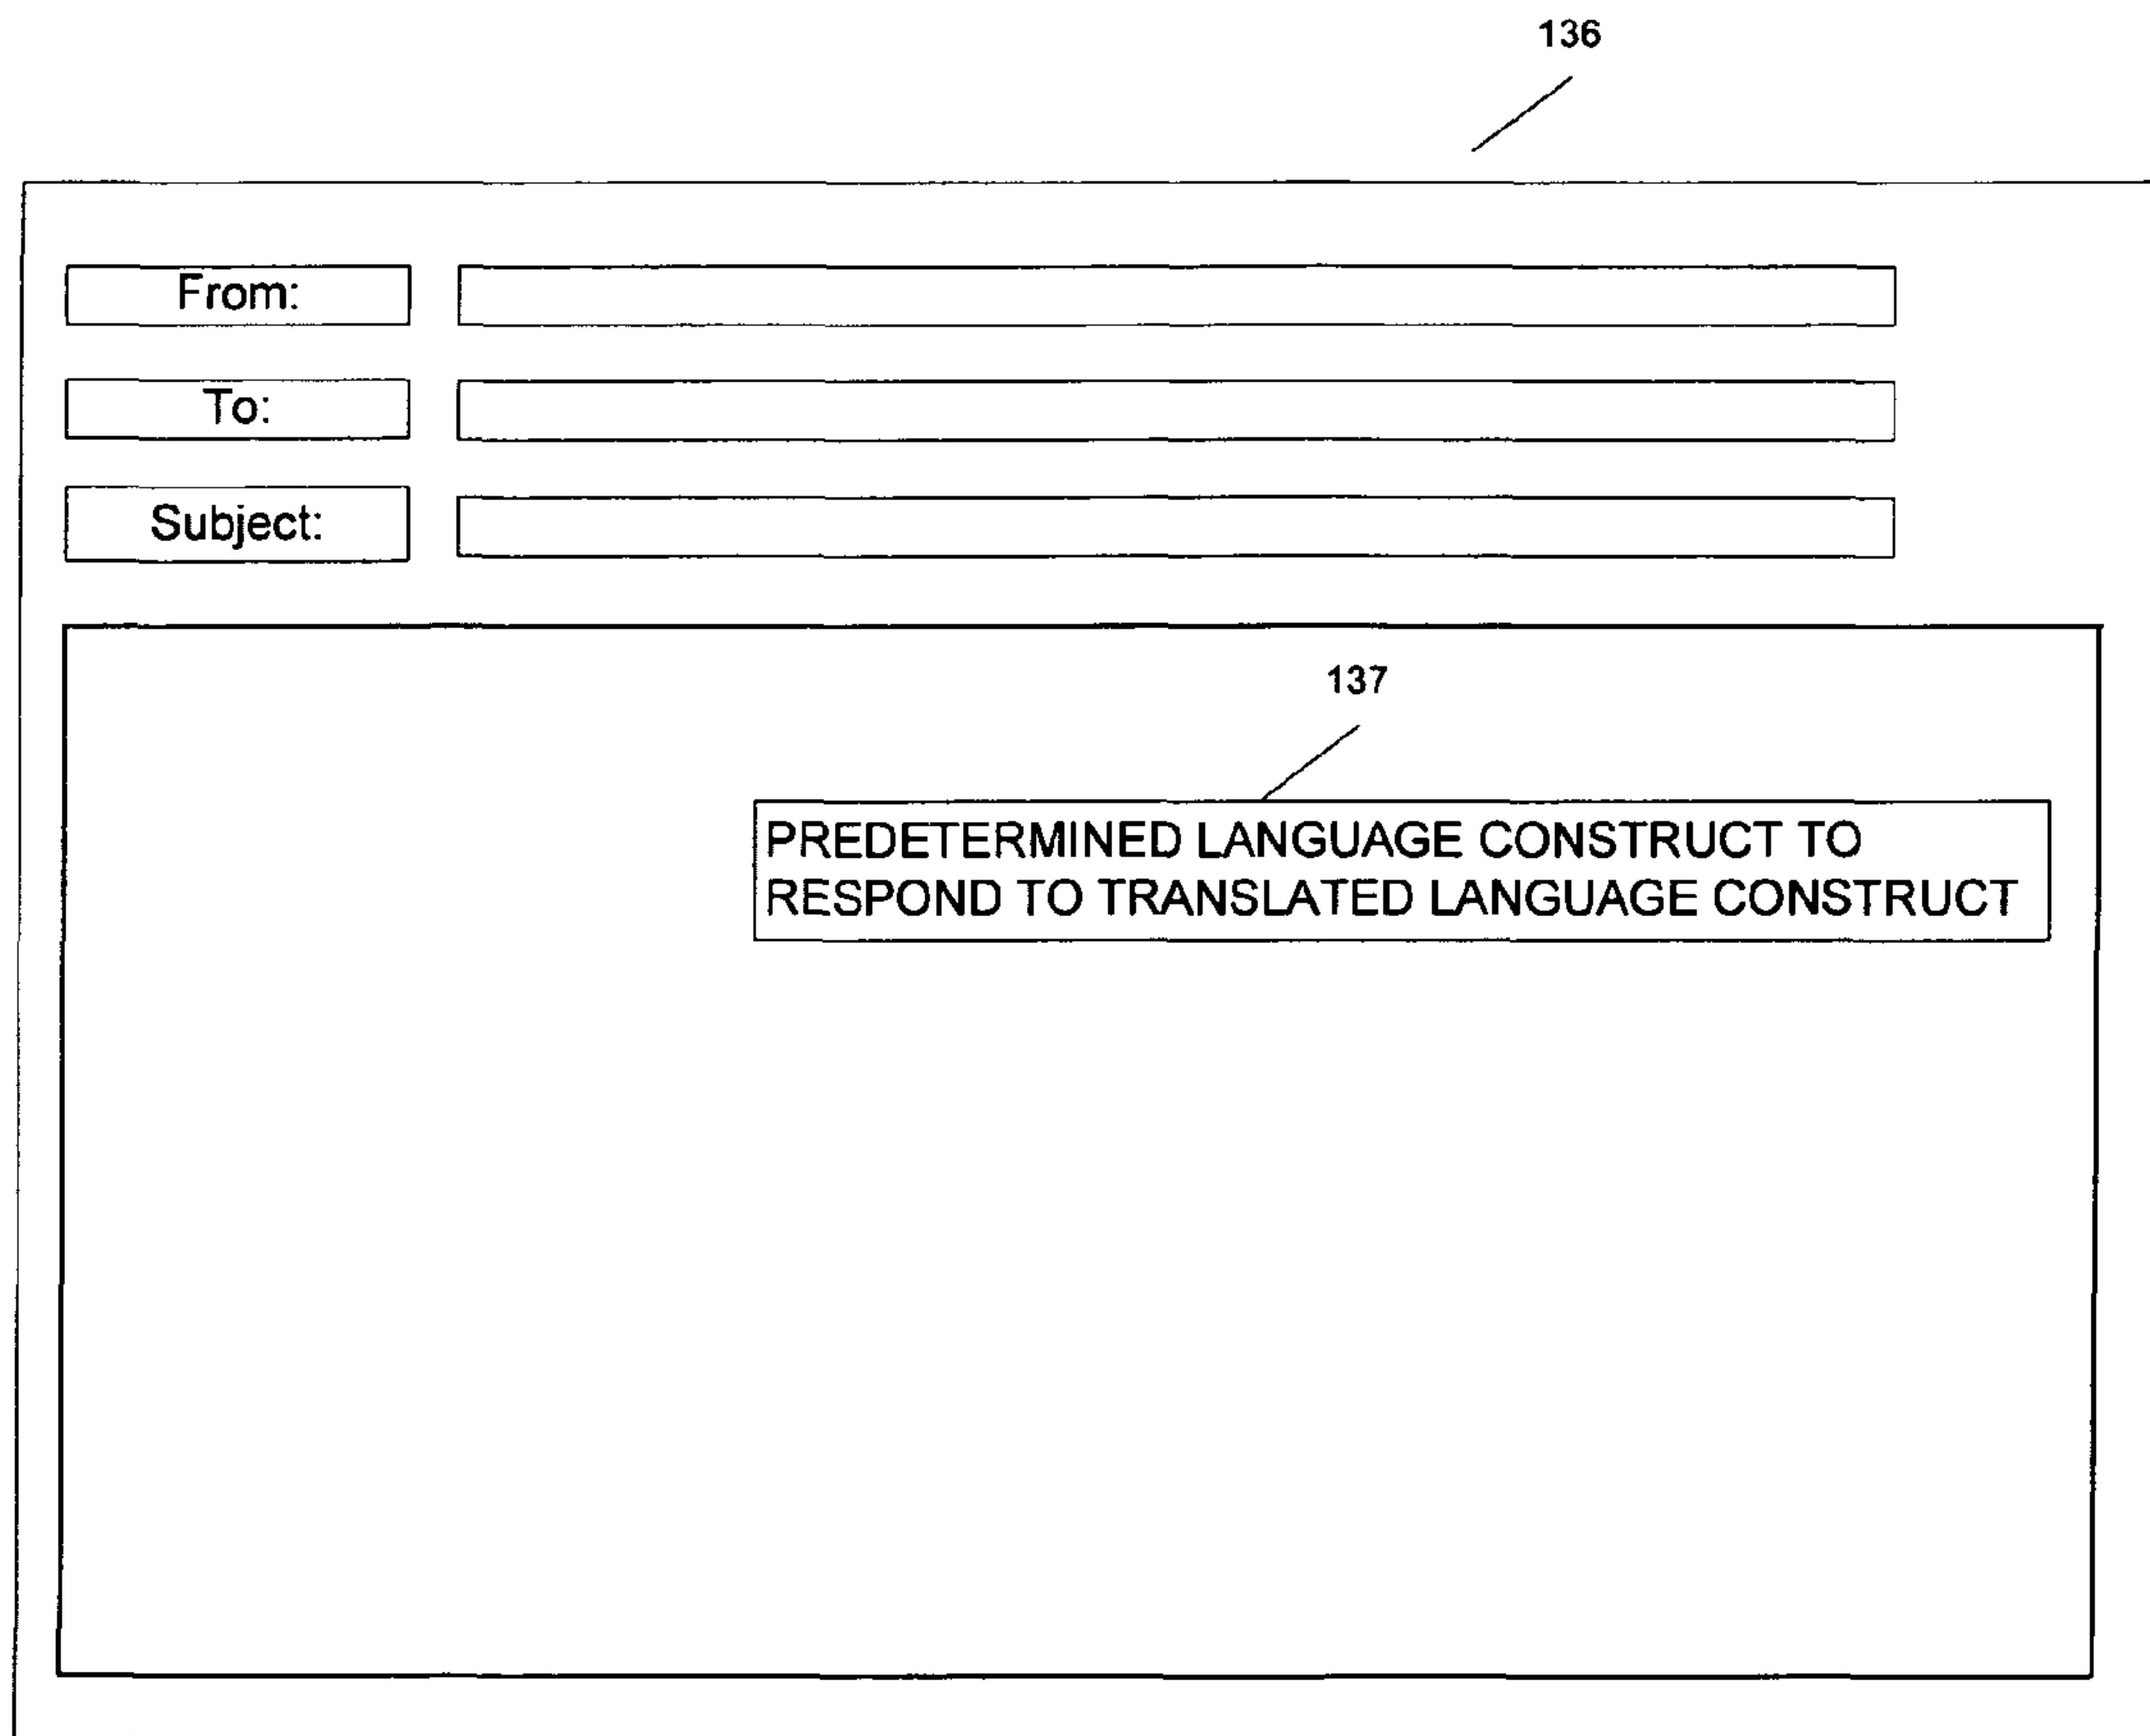 136
From:
To:
Subject:
137
PREDETERMINED LANGUAGE CONSTRUCT TO
RESPOND TO TRANSLATED LANGUAGE CONSTRUCT